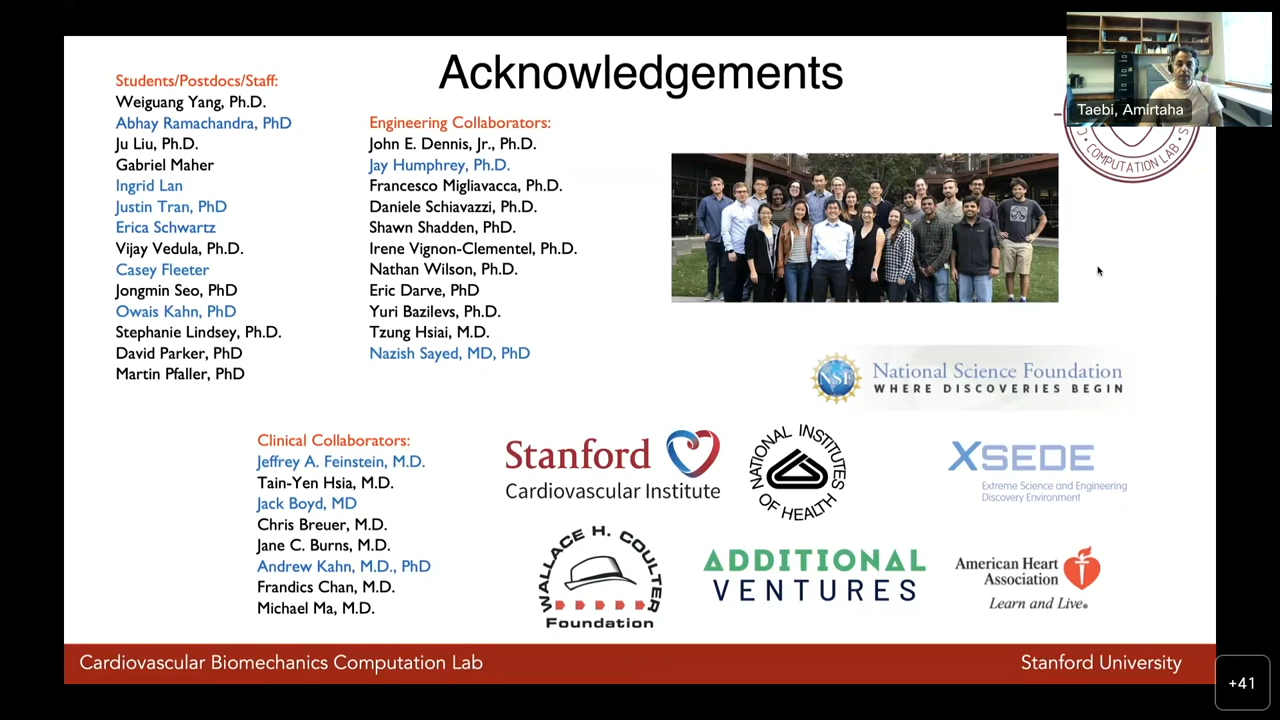 Acknowledgements
Students/Postdocs/Staff:
Weiguang Yang, Ph.D.
Abhay Ramachandra, PhD
Ju Liu, Ph.D.
Gabriel Maher
Ingrid Lan
Justin Tran, PhD
Erica Schwartz
Vijay Vedula, Ph.D.
Casey Fleeter
Jongmin Seo, PhD
Owais Kahn, PhD
Stephanie Lindsey, Ph.D.
David Parker, PhD
Martin Pfaller, PhD
Engineering Collaborators:
John E. Dennis, Jr., Ph.D.
Jay Humphrey, Ph.D.
Francesco Migliavacca, Ph.D.
Daniele Schiavazzi, Ph.D.
Shawn Shadden, PhD.
Irene Vignon-Clementel, Ph.D.
Nathan Wilson, Ph.D.
Eric Darve, PhD
Yuri Bazilevs, Ph.D.
Tzung Hsiai, M.D.
Nazish Sayed, MD, PhD
Taebi, Amirtaha
COMPUTATION LAB
NSF
National Science Foundation
WHERE DISCOVERIES BEGIN
Clinical Collaborators:
Jeffrey A. Feinstein, M.D.
Tain-Yen Hsia, M.D.
Jack Boyd, MD
Chris Breuer, M.D.
Jane C. Burns, M.D.
Andrew Kahn, M.D., PhD
Frandics Chan, M.D.
Michael Ma, M.D.
Stanford
Cardiovascular Institute
NATIONAL INSTITUTES
OF HEALTH
XSEDE
Extreme Science and Engineering
Discovery Environment
WALLACE H. COULTER
Foundation
ADDITIONAL
VENTURES
American Heart
Association
Learn and Live®
Cardiovascular Biomechanics Computation Lab
Stanford University
+41